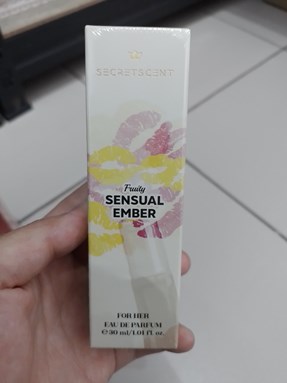 SECRETSCENT
Fruity
SENSUAL
EMBER
FOR HER
EAU DE PARFUM
℮ 30 ml/1.01 fl. oz.